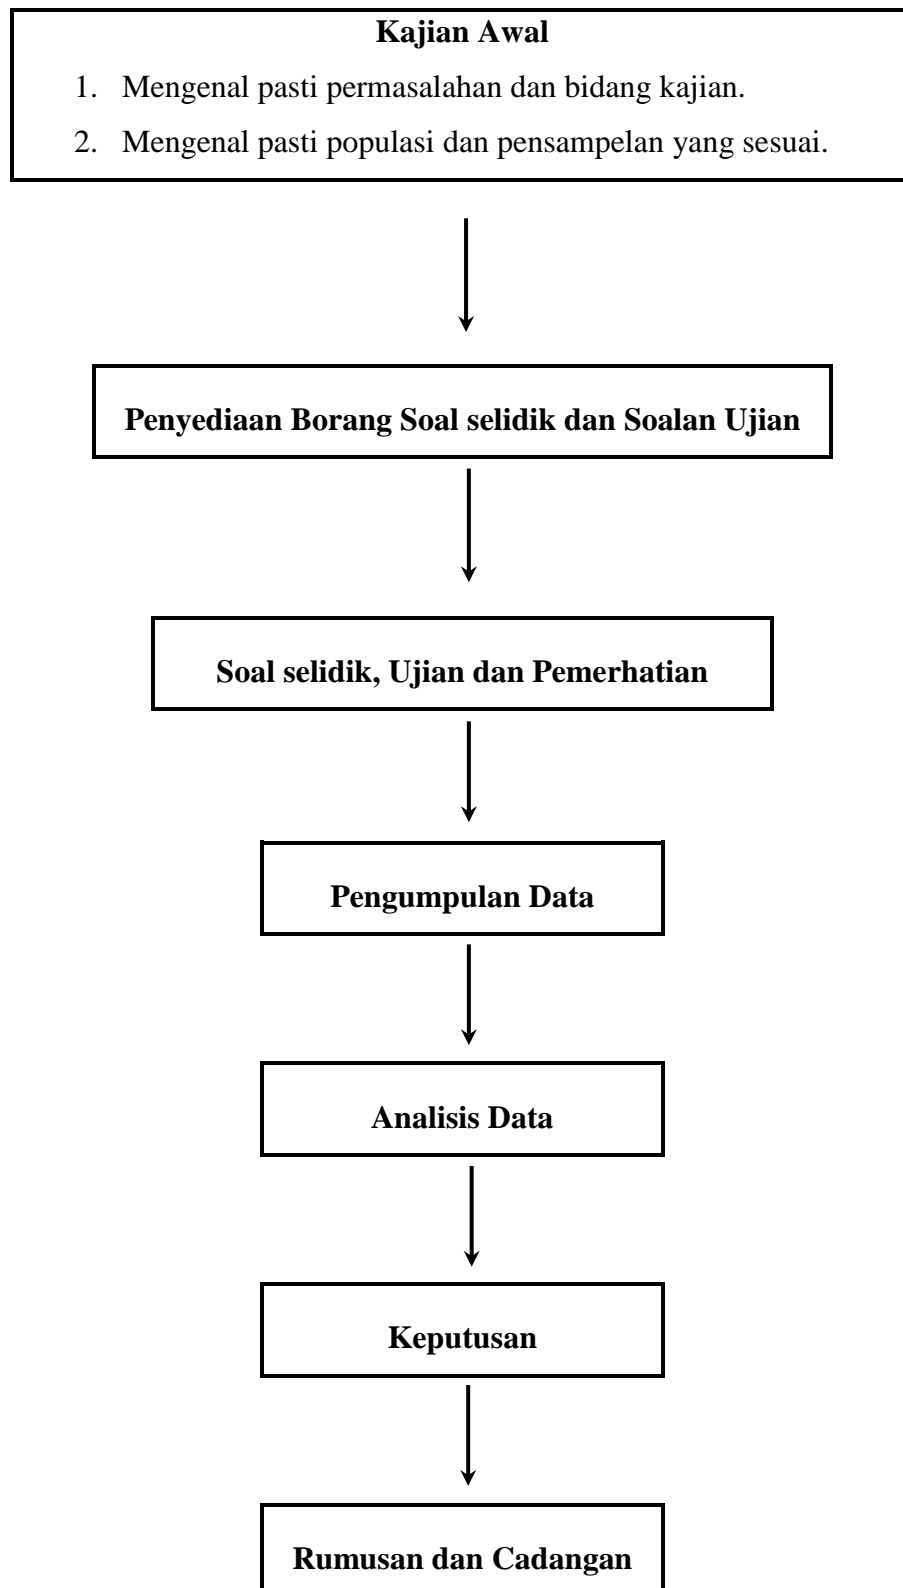 Kajian Awal
1. Mengenal pasti permasalahan dan bidang kajian.
2. Mengenal pasti populasi dan pensampelan yang sesuai.
Penyediaan Borang Soal selidik dan Soalan Ujian
Soal selidik, Ujian dan Pemerhatian
Pengumpulan Data
Analisis Data
Keputusan
Rumusan dan Cadangan